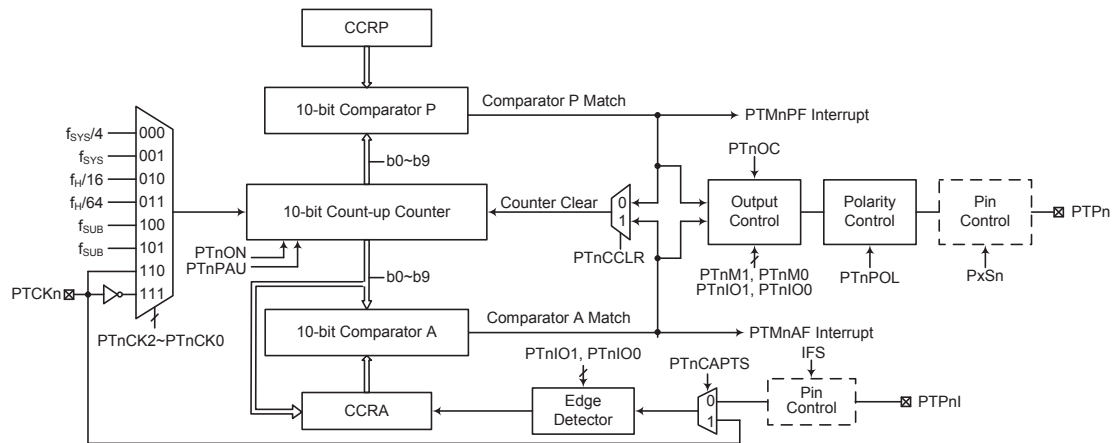 CCRP
10-bit Comparator P
Comparator P Match
PTMnPF Interrupt
fSYS/4
000
fSYS
001
fH/16
010
fH/64
011
fSUB
100
fSUB
101
110
111
PTCKn
PTnCK2~PTnCK0
b0~b9
10-bit Count-up Counter
PTnON
PTnPAU
Counter Clear
0
1
PTnCCLR
PTnOC
Output
Control
PTnM1, PTnM0
PTnIO1, PTnIO0
Polarity
Control
PTnPOL
Pin
Control
PxSn
PTPn
b0~b9
10-bit Comparator A
Comparator A Match
PTMnAF Interrupt
CCRA
PTnIO1, PTnIO0
Edge
Detector
PTnCAPTS
0
1
IFS
Pin
Control
PTPnI